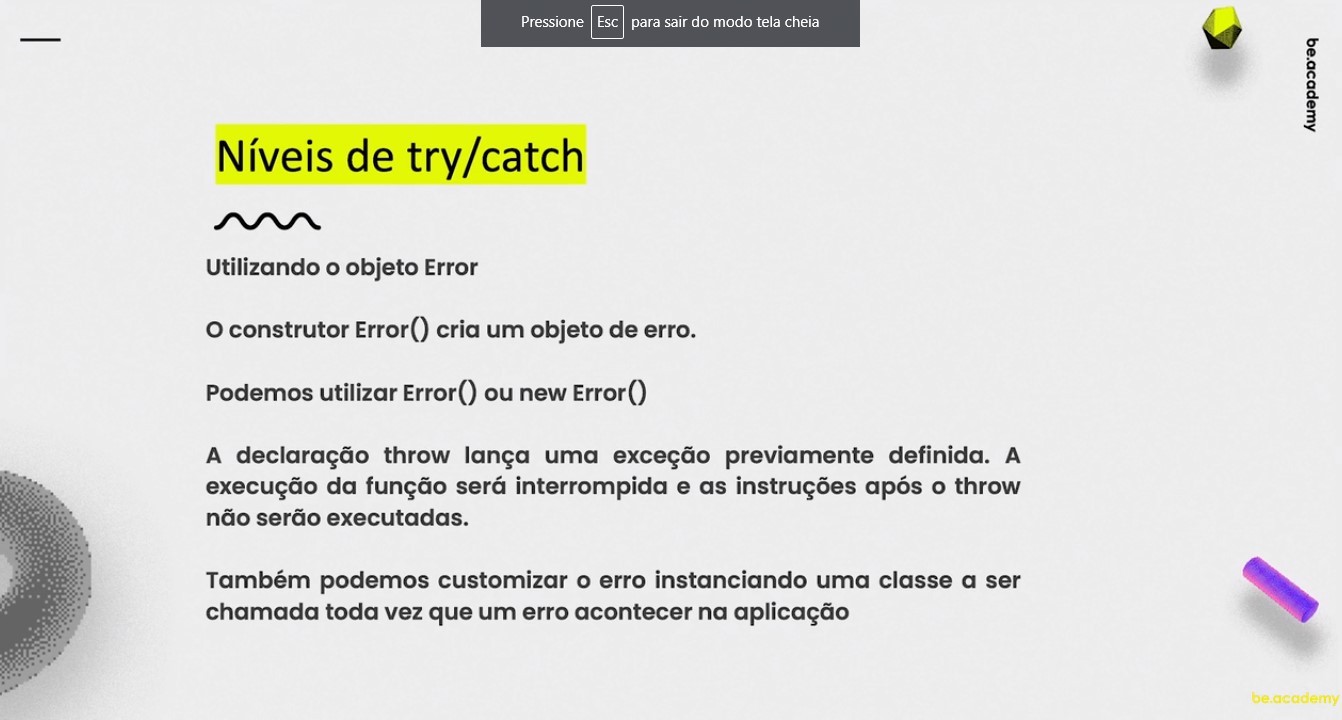 Pressione Esc para sair do modo tela cheia
be.academy
Níveis de try/catch
Utilizando o objeto Error
O construtor Error() cria um objeto de erro.
Podemos utilizar Error() ou new Error()
A declaração throw lança uma exceção previamente definida. A
execução da função será interrompida e as instruções após o throw
não serão executadas.
Também podemos customizar o erro instanciando uma classe a ser
chamada toda vez que um erro acontecer na aplicação
be.academy